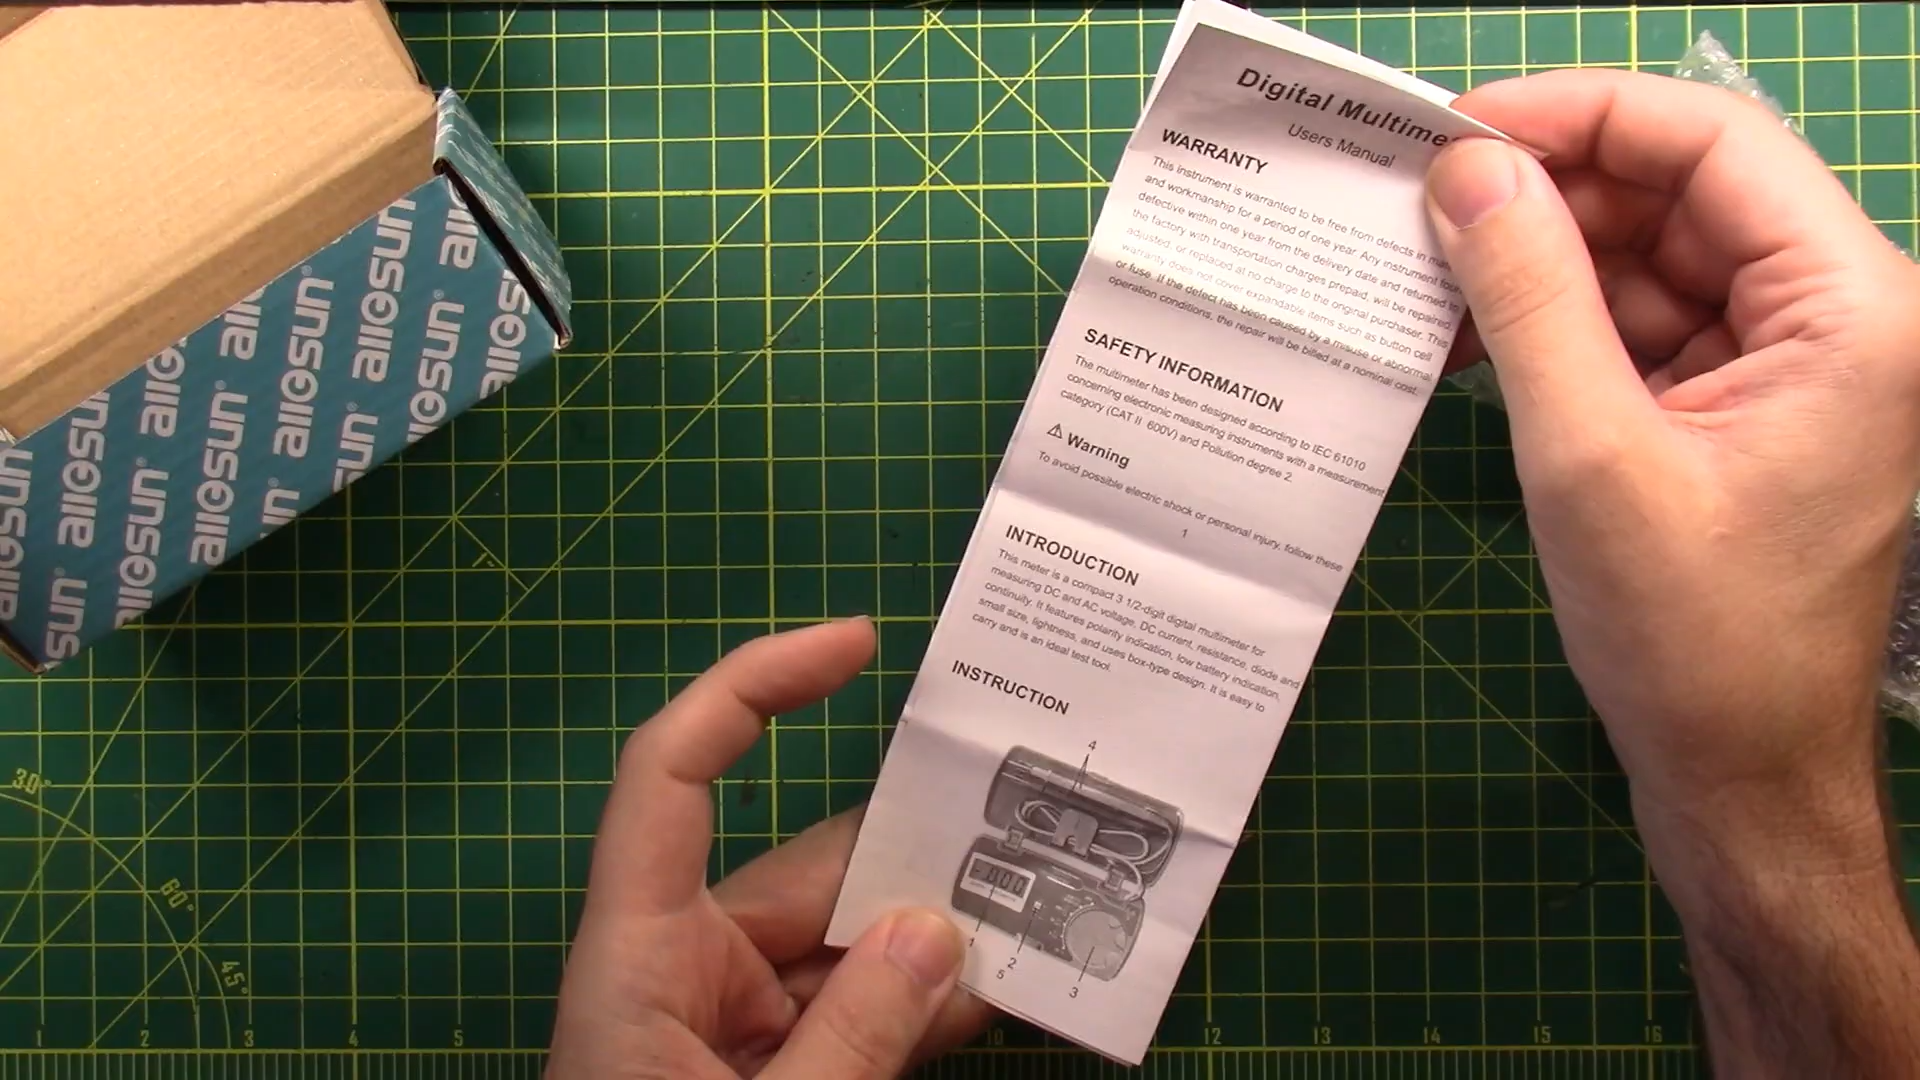 Digital Multime
Users Manual
WARRANTY
This instrument is warranted to be free from defects in mate
and workmanship for a period of one year. Any instrument foun
defective within one year from the delivery date and returned to
the factory with transportation charges prepaid, will be repaired,
adjusted, or replaced at no charge to the original purchaser. This
warranty does not cover expandable items such as button cell
or fuse. If the defect has been caused by a misuse or abnormal
operation conditions, the repair will be billed at a nominal cost.
SAFETY INFORMATION
The multimeter has been designed according to IEC 61010
concerning electronic measuring instruments with a measurement
category (CAT II 600V) and Pollution degree 2.
⚠ Warning
To avoid possible electric shock or personal injury, follow these
1
INTRODUCTION
This meter is a compact 3 1/2-digit digital multimeter for
measuring DC and AC voltage, DC current, resistance, diode and
continuity. It features polarity indication, low battery indication,
small size, lightness, and uses box-type design. It is easy to
carry and is an ideal test tool.
INSTRUCTION
4
-0.00
1
2
5
3
allosun®
allosun®
allosun®
allosun®
allosun®
30°
60°
45°
1 2 3 4 5 10 12 13 14 15 16